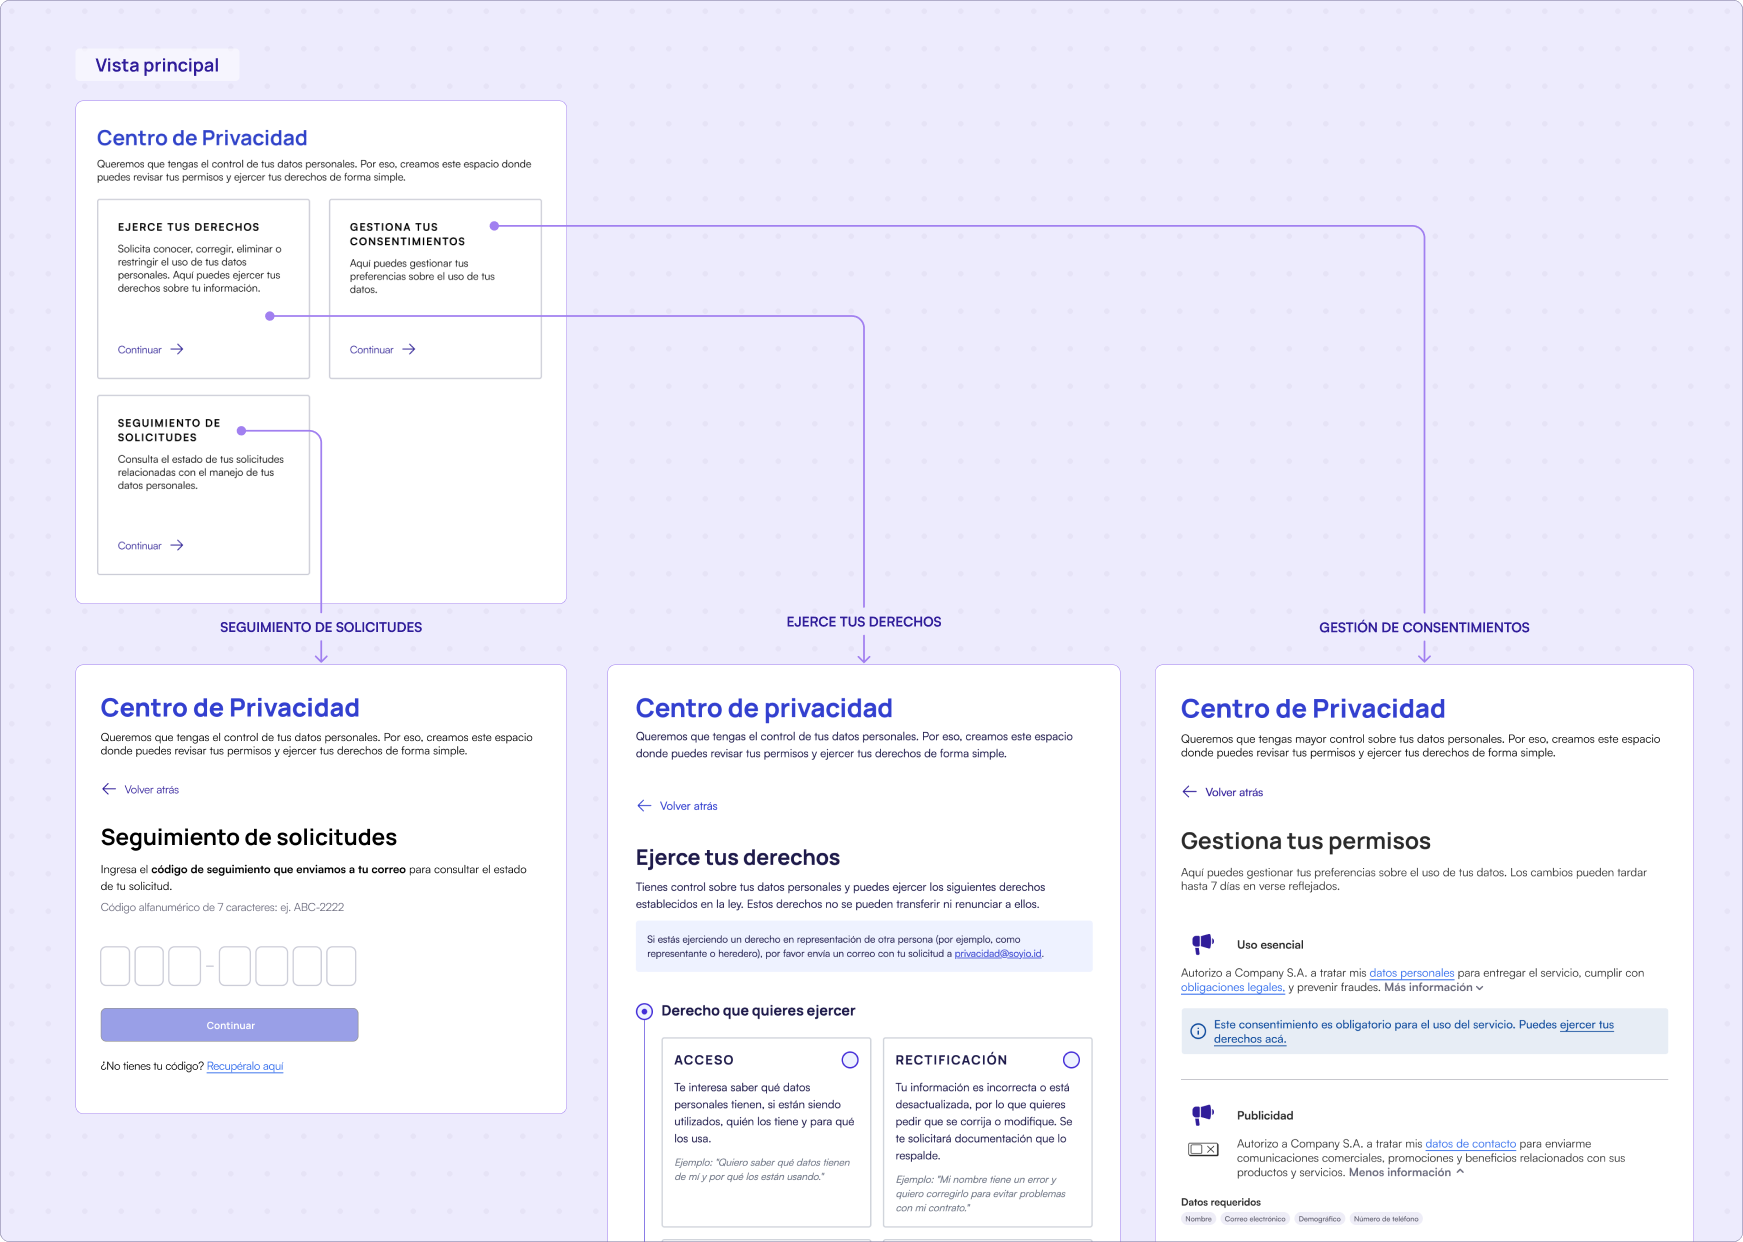 Vista principal
Centro de Privacidad
Queremos que tengas el control de tus datos personales. Por eso, creamos este espacio donde
puedes revisar tus permisos y ejercer tus derechos de forma simple.
EJERCE TUS DERECHOS
Solicita conocer, corregir, eliminar o
restringir el uso de tus datos
personales. Aquí puedes ejercer tus
derechos sobre tu información.
Continuar
GESTIONA TUS
CONSENTIMIENTOS
Aquí puedes gestionar tus
preferencias sobre el uso de tus
datos.
Continuar
SEGUIMIENTO DE
SOLICITUDES
Consulta el estado de tus solicitudes
relacionadas con el manejo de tus
datos personales.
Continuar
SEGUIMIENTO DE SOLICITUDES
EJERCE TUS DERECHOS
GESTIÓN DE CONSENTIMIENTOS
Centro de Privacidad
Queremos que tengas el control de tus datos personales. Por eso, creamos este espacio
donde puedes revisar tus permisos y ejercer tus derechos de forma simple.
Volver atrás
Seguimiento de solicitudes
Ingresa el código de seguimiento que enviamos a tu correo para consultar el estado
de tu solicitud.
Código alfanumérico de 7 caracteres: ej. ABC-2222
–
Continuar
¿No tienes tu código? Recupéralo aquí
Centro de privacidad
Queremos que tengas el control de tus datos personales. Por eso, creamos este espacio
donde puedes revisar tus permisos y ejercer tus derechos de forma simple.
Volver atrás
Ejerce tus derechos
Tienes control sobre tus datos personales y puedes ejercer los siguientes derechos
establecidos en la ley. Estos derechos no se pueden transferir ni renunciar a ellos.
Si estás ejerciendo un derecho en representación de otra persona (por ejemplo, como
representante o heredero), por favor envía un correo con tu solicitud a privacidad@soyio.id.
Derecho que quieres ejercer
ACCESO
Te interesa saber qué datos
personales tienen, si están siendo
utilizados, quién los tiene y para qué
los usa.
Ejemplo: "Quiero saber qué datos tienen
de mí y por qué los están usando."
RECTIFICACIÓN
Tu información es incorrecta o está
desactualizada, por lo que quieres
pedir que se corrija o modifique. Se
te solicitará documentación que lo
respalde.
Ejemplo: "Mi nombre tiene un error y
quiero corregirlo para evitar problemas
con mi contrato."
Centro de Privacidad
Queremos que tengas mayor control sobre tus datos personales. Por eso, creamos este espacio
donde puedes revisar tus permisos y ejercer tus derechos de forma simple.
Volver atrás
Gestiona tus permisos
Aquí puedes gestionar tus preferencias sobre el uso de tus datos. Los cambios pueden tardar
hasta 7 días en verse reflejados.
Uso esencial
Autorizo a Company S.A. a tratar mis datos personales para entregar el servicio, cumplir con
obligaciones legales, y prevenir fraudes. Más información
Este consentimiento es obligatorio para el uso del servicio. Puedes ejercer tus
derechos acá.
Publicidad
Autorizo a Company S.A. a tratar mis datos de contacto para enviarme
comunicaciones comerciales, promociones y beneficios relacionados con sus
productos y servicios. Menos información
Datos requeridos
Nombre Correo electrónico Demográfico Número de teléfono